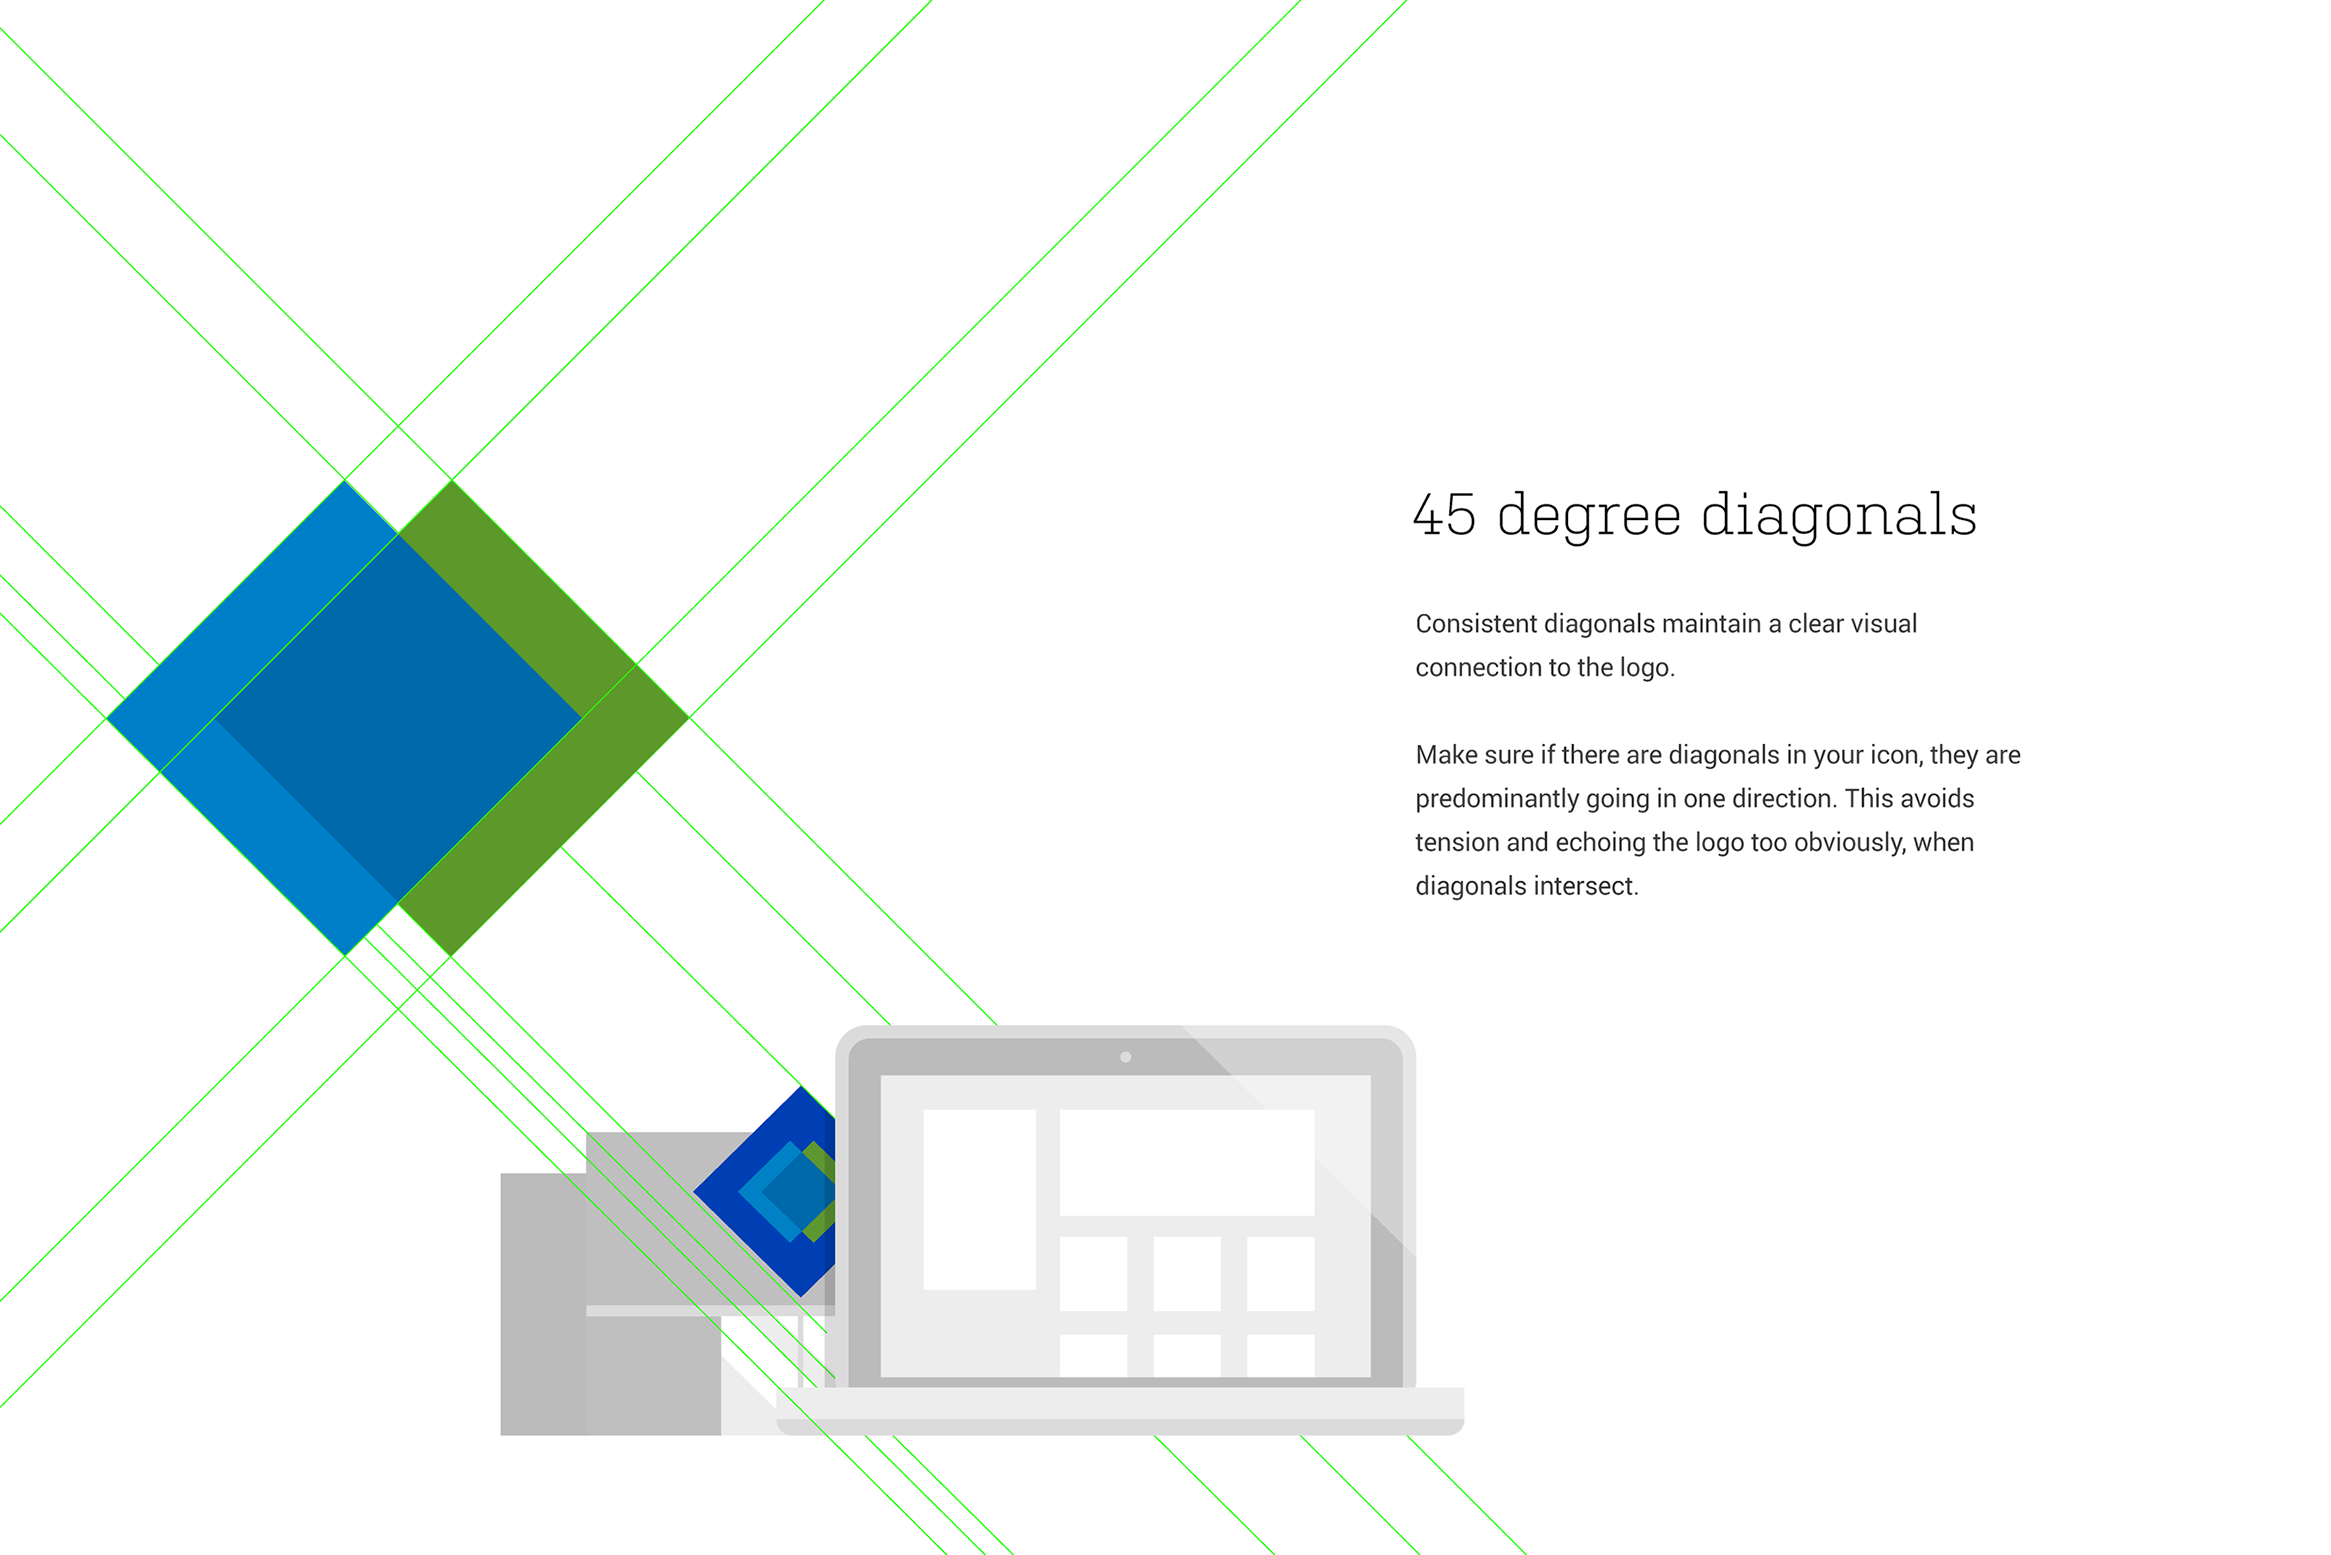 45 degree diagonals
Consistent diagonals maintain a clear visual
connection to the logo.
Make sure if there are diagonals in your icon, they are
predominantly going in one direction. This avoids
tension and echoing the logo too obviously, when
diagonals intersect.